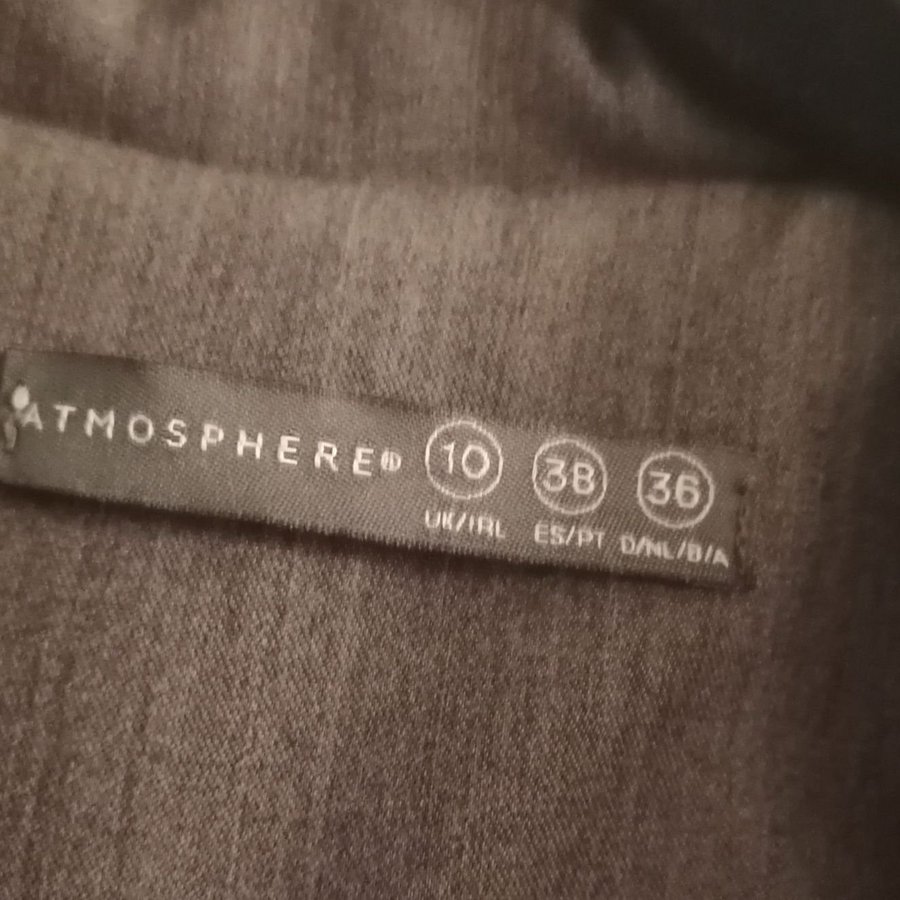 ATMOSPHERE® 10 38 36
UK/IRL ES/PT D/NL/B/A